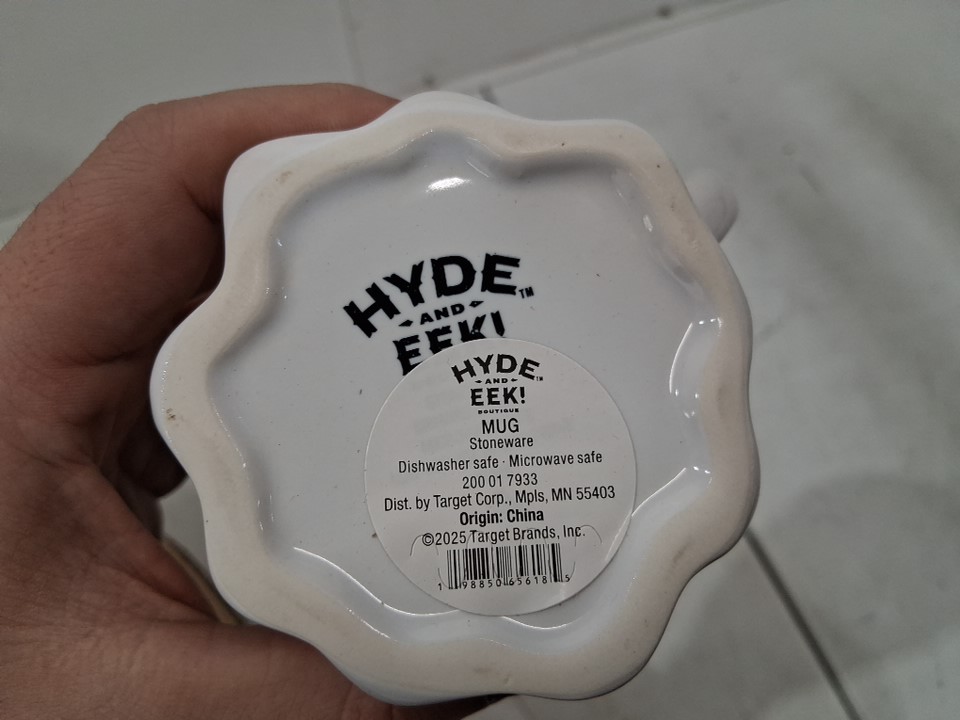 HYDE™
AND
EEK!
HYDE™
AND
EEK!
BOUTIQUE
MUG
Stoneware
Dishwasher safe · Microwave safe
200 01 7933
Dist. by Target Corp., Mpls, MN 55403
Origin: China
©2025 Target Brands, Inc.
1 98850 65618 5